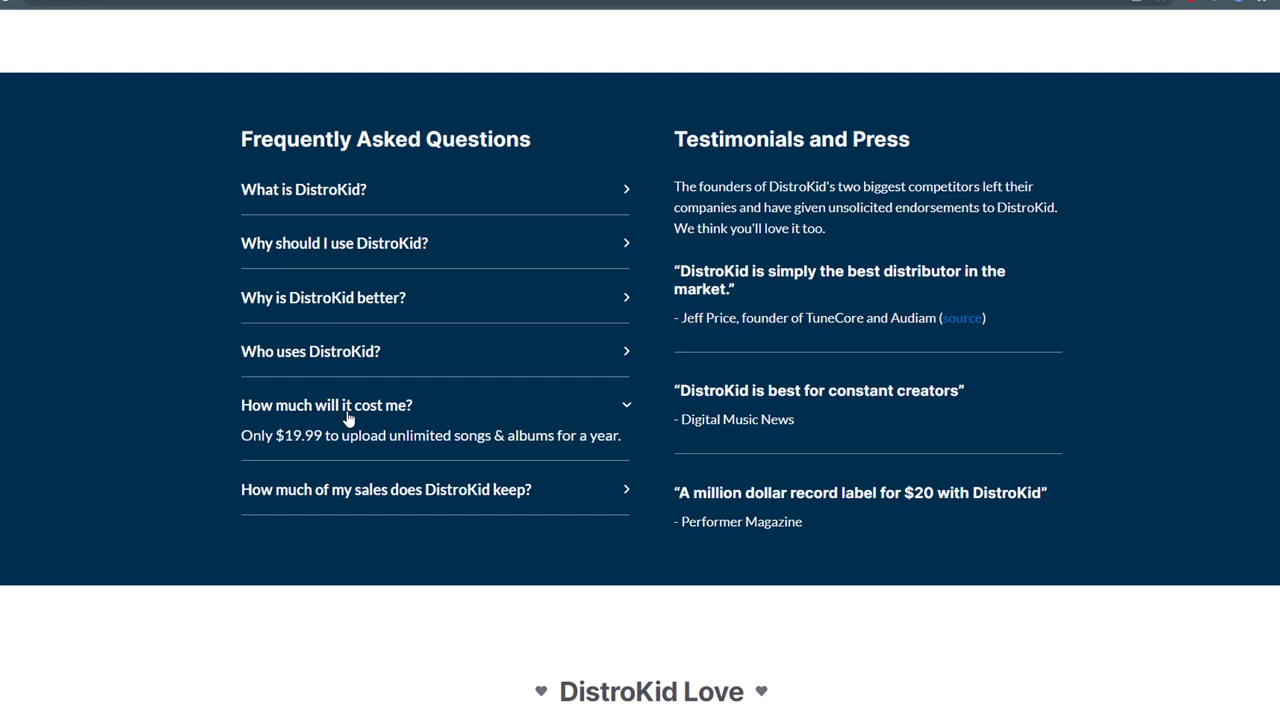 Frequently Asked Questions
What is DistroKid?
Why should I use DistroKid?
Why is DistroKid better?
Who uses DistroKid?
How much will it cost me?
Only $19.99 to upload unlimited songs & albums for a year.
How much of my sales does DistroKid keep?
Testimonials and Press
The founders of DistroKid's two biggest competitors left their
companies and have given unsolicited endorsements to DistroKid.
We think you'll love it too.
“DistroKid is simply the best distributor in the
market.”
- Jeff Price, founder of TuneCore and Audiam (source)
“DistroKid is best for constant creators”
- Digital Music News
“A million dollar record label for $20 with DistroKid”
- Performer Magazine
DistroKid Love